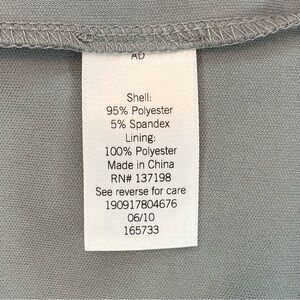 AD
Shell:
95% Polyester
5% Spandex
Lining:
100% Polyester
Made in China
RN# 137198
See reverse for care
190917804676
06/10
165733